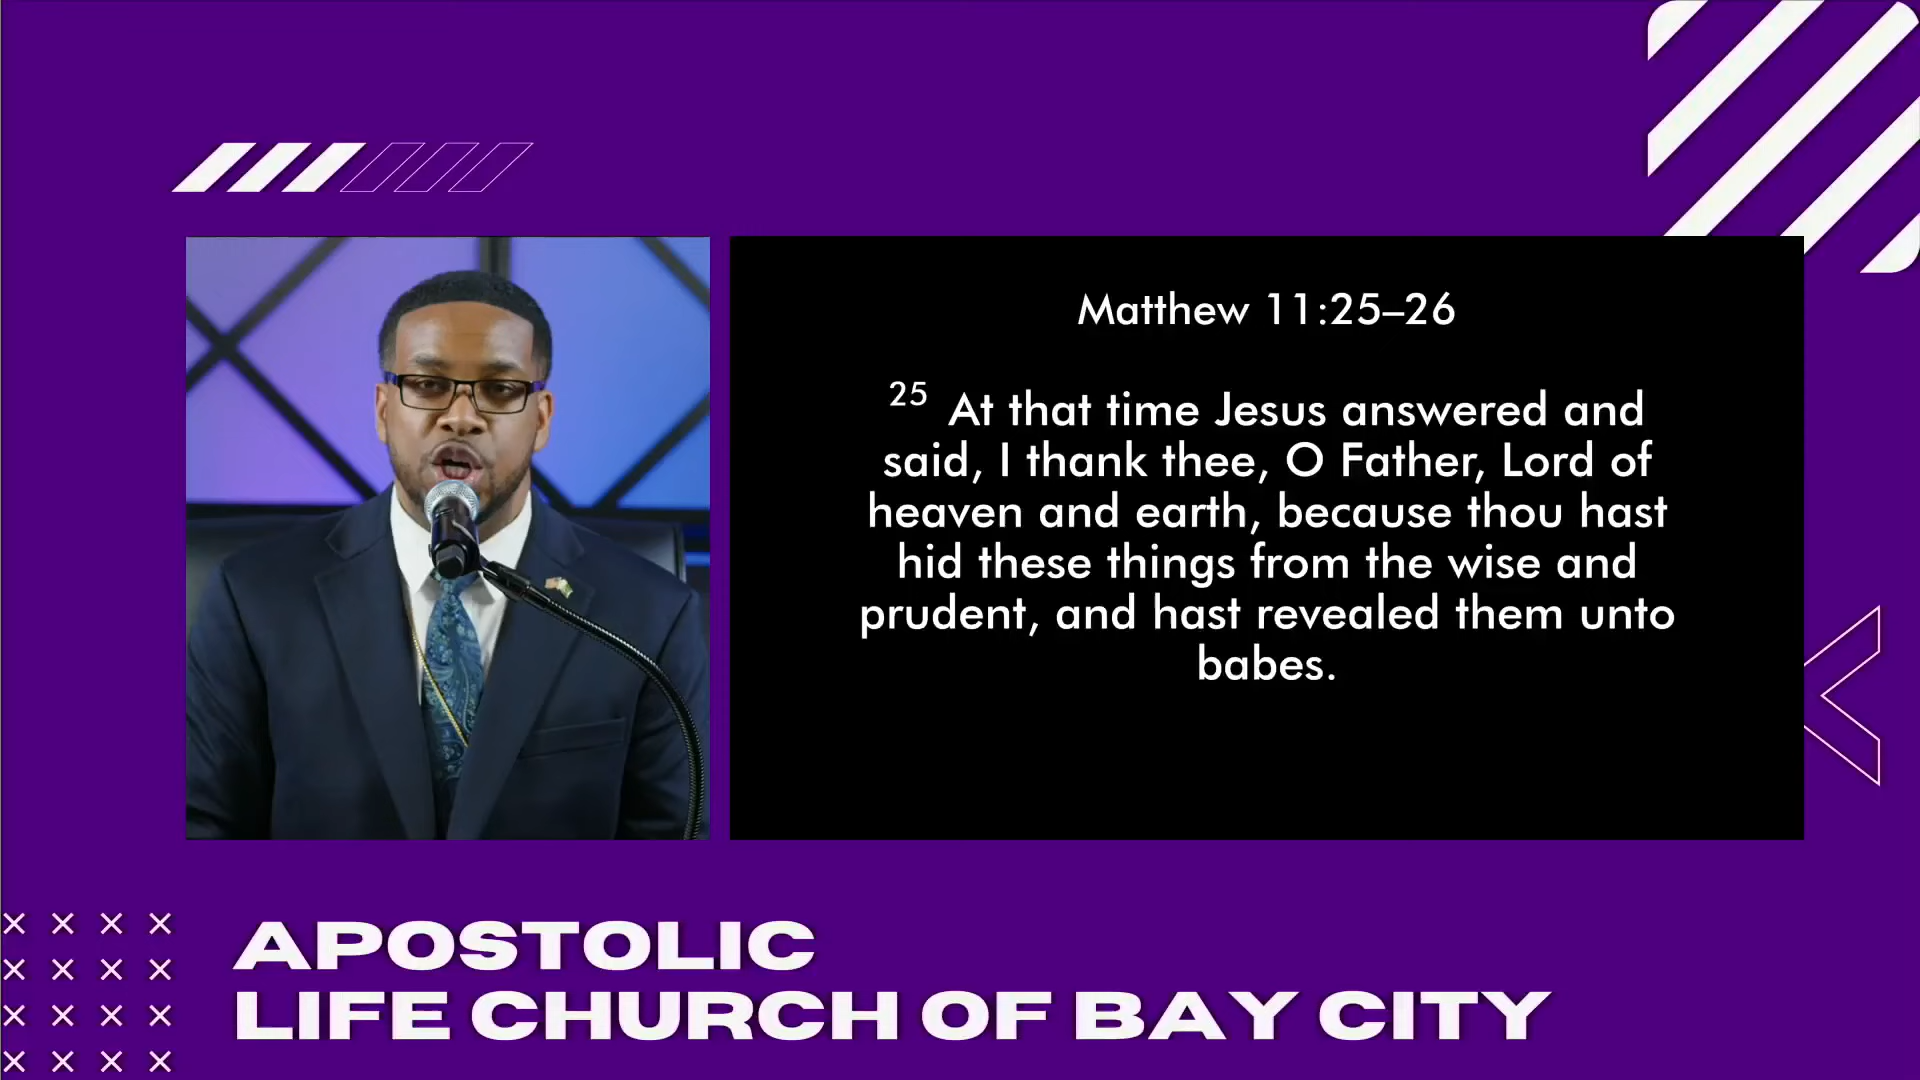 Matthew 11:25–26
25 At that time Jesus answered and
said, I thank thee, O Father, Lord of
heaven and earth, because thou hast
hid these things from the wise and
prudent, and hast revealed them unto
babes.
APOSTOLIC
LIFE CHURCH OF BAY CITY